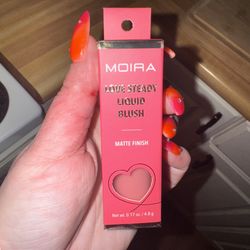 MOIRA
LOVE STEADY
LIQUID
BLUSH
MATTE FINISH
Net wt. 0.17 oz. / 4.8 g